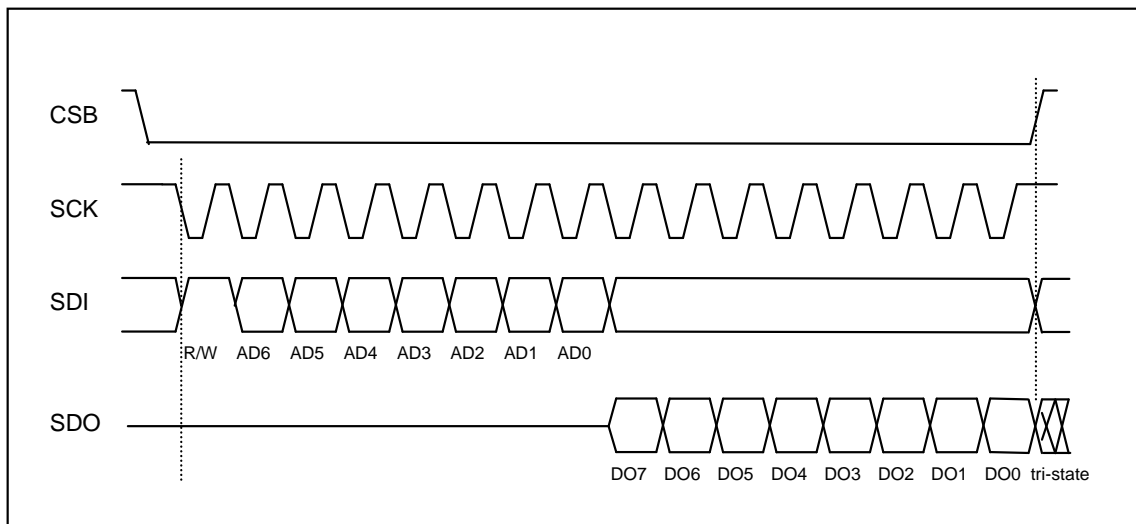 CSB
SCK
SDI
R/W AD6 AD5 AD4 AD3 AD2 AD1 AD0
SDO
DO7 DO6 DO5 DO4 DO3 DO2 DO1 DO0 tri-state